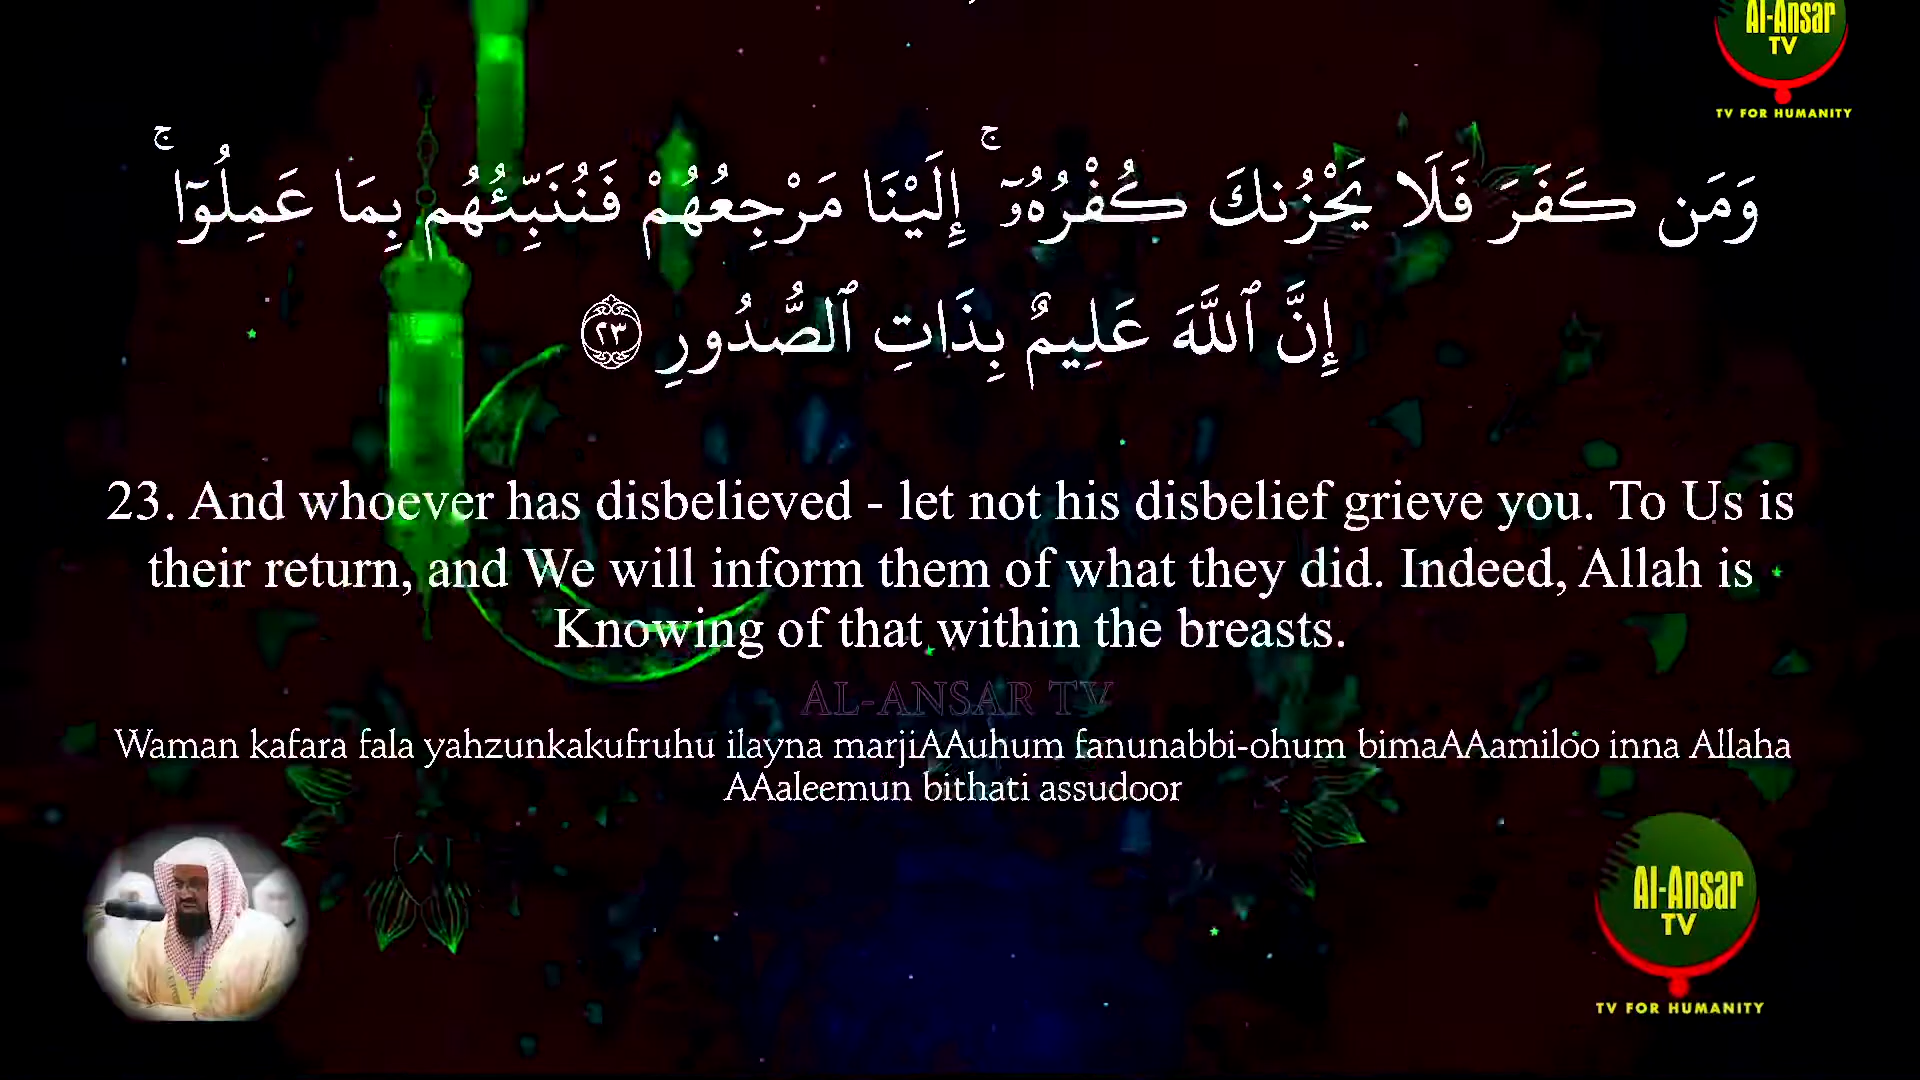 Al-Ansar
TV
TV FOR HUMANITY
وَمَن كَفَرَ فَلَا يَحْزُنكَ كُفْرُهُۥٓ ۚ إِلَيْنَا مَرْجِعُهُمْ فَنُنَبِّئُهُم بِمَا عَمِلُوٓا۟ ۚ
إِنَّ ٱللَّهَ عَلِيمٌۢ بِذَاتِ ٱلصُّدُورِ ٢٣
23. And whoever has disbelieved - let not his disbelief grieve you. To Us is
their return, and We will inform them of what they did. Indeed, Allah is
Knowing of that within the breasts.
AL-ANSAR TV
Waman kafara fala yahzunkakufruhu ilayna marjiAAuhum fanunabbi-ohum bimaAAamiloo inna Allaha
AAaleemun bithati assudoor
Al-Ansar
TV
TV FOR HUMANITY